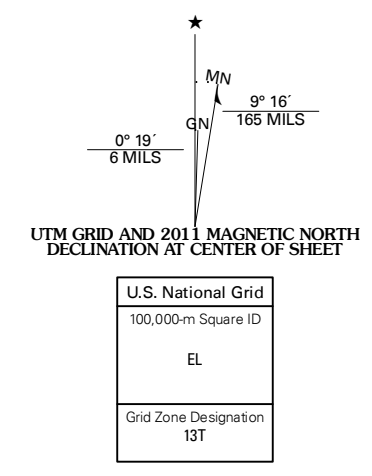 ★
MN
9° 16´
165 MILS
GN
0° 19´
6 MILS
UTM GRID AND 2011 MAGNETIC NORTH
DECLINATION AT CENTER OF SHEET
U.S. National Grid
100,000-m Square ID
EL
Grid Zone Designation
13T